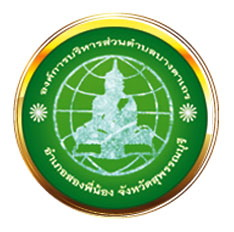 องค์การบริหารส่วนตำบลบางตาเถร
อำเภอสองพี่น้อง จังหวัดสุพรรณบุรี